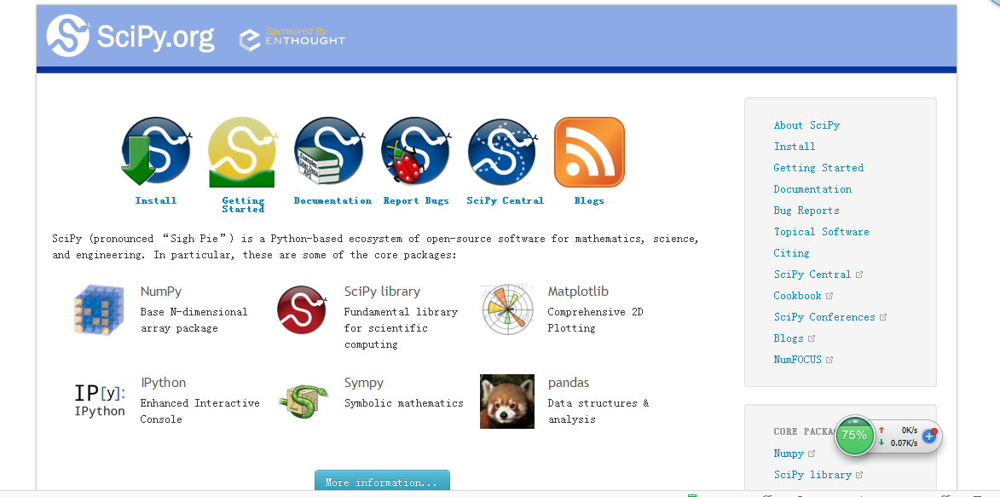 SciPy.org
Sponsored By
ENTHOUGHT
Install
Getting
Started
Documentation
Report Bugs
SciPy Central
Blogs
SciPy (pronounced “Sigh Pie”) is a Python-based ecosystem of open-source software for mathematics, science,
and engineering. In particular, these are some of the core packages:
NumPy
Base N-dimensional
array package
SciPy library
Fundamental library
for scientific
computing
Matplotlib
Comprehensive 2D
Plotting
IP[y]:
IPython
IPython
Enhanced Interactive
Console
Sympy
Symbolic mathematics
pandas
Data structures &
analysis
More information...
About SciPy
Install
Getting Started
Documentation
Bug Reports
Topical Software
Citing
SciPy Central
Cookbook
SciPy Conferences
Blogs
NumFOCUS
CORE PACKA
75%
0K/s
0.07K/s
Numpy
SciPy library